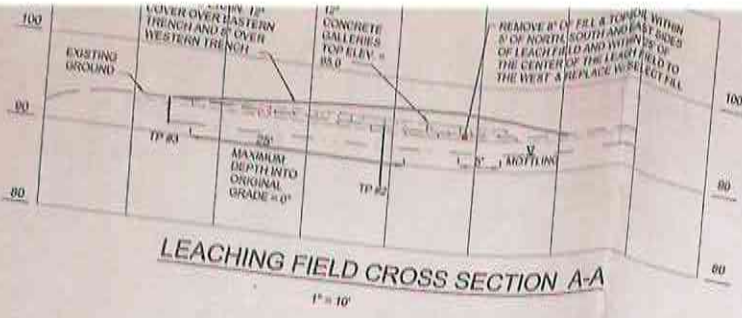 100
COVER OVER EASTERN
TRENCH AND 6" OVER
WESTERN TRENCH
12"
CONCRETE
GALLERIES
TOP ELEV. =
95.0
REMOVE 8" OF FILL & TOPSOIL WITHIN
5' OF NORTH, SOUTH AND EAST SIDES
OF LEACH FIELD AND WITHIN 25' OF
THE CENTER OF THE LEACH FIELD TO
THE WEST & REPLACE W/ SELECT FILL
EXISTING
GROUND
100
90
TP #3
25'
MAXIMUM
DEPTH INTO
ORIGINAL
GRADE = 0"
TP #2
5'
MOTTLING
90
80
80
LEACHING FIELD CROSS SECTION A-A
1" = 10'